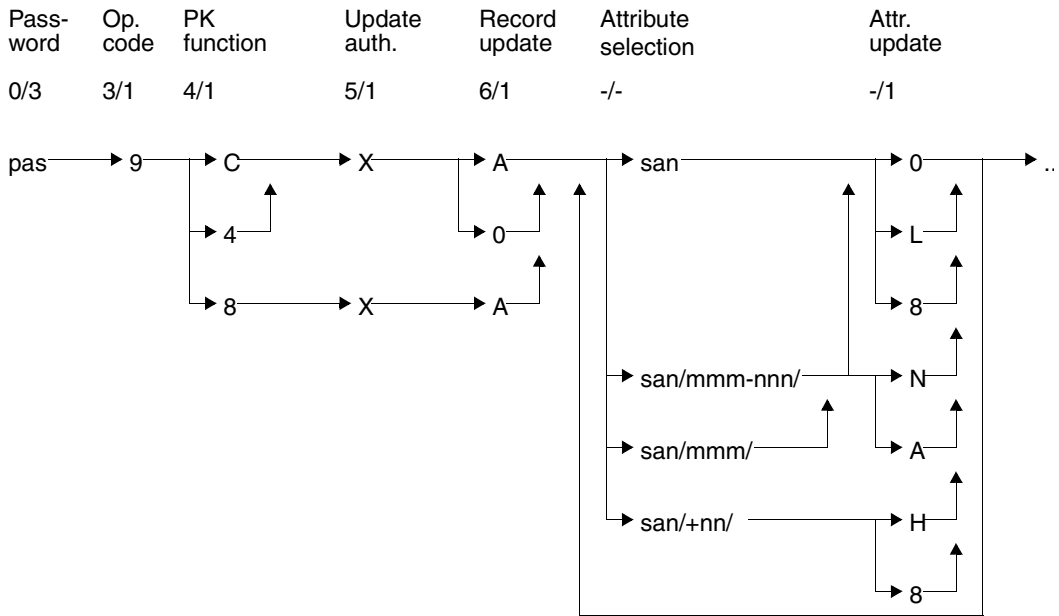 Pass- Op. PK Update Record Attribute Attr.
word code function auth. update selection update
0/3 3/1 4/1 5/1 6/1 -/- -/1
pas 9 C X A san 0 ..
4 0 L
8 X A 8
san/mmm-nnn/ N
san/mmm/ A
san/+nn/ H
8